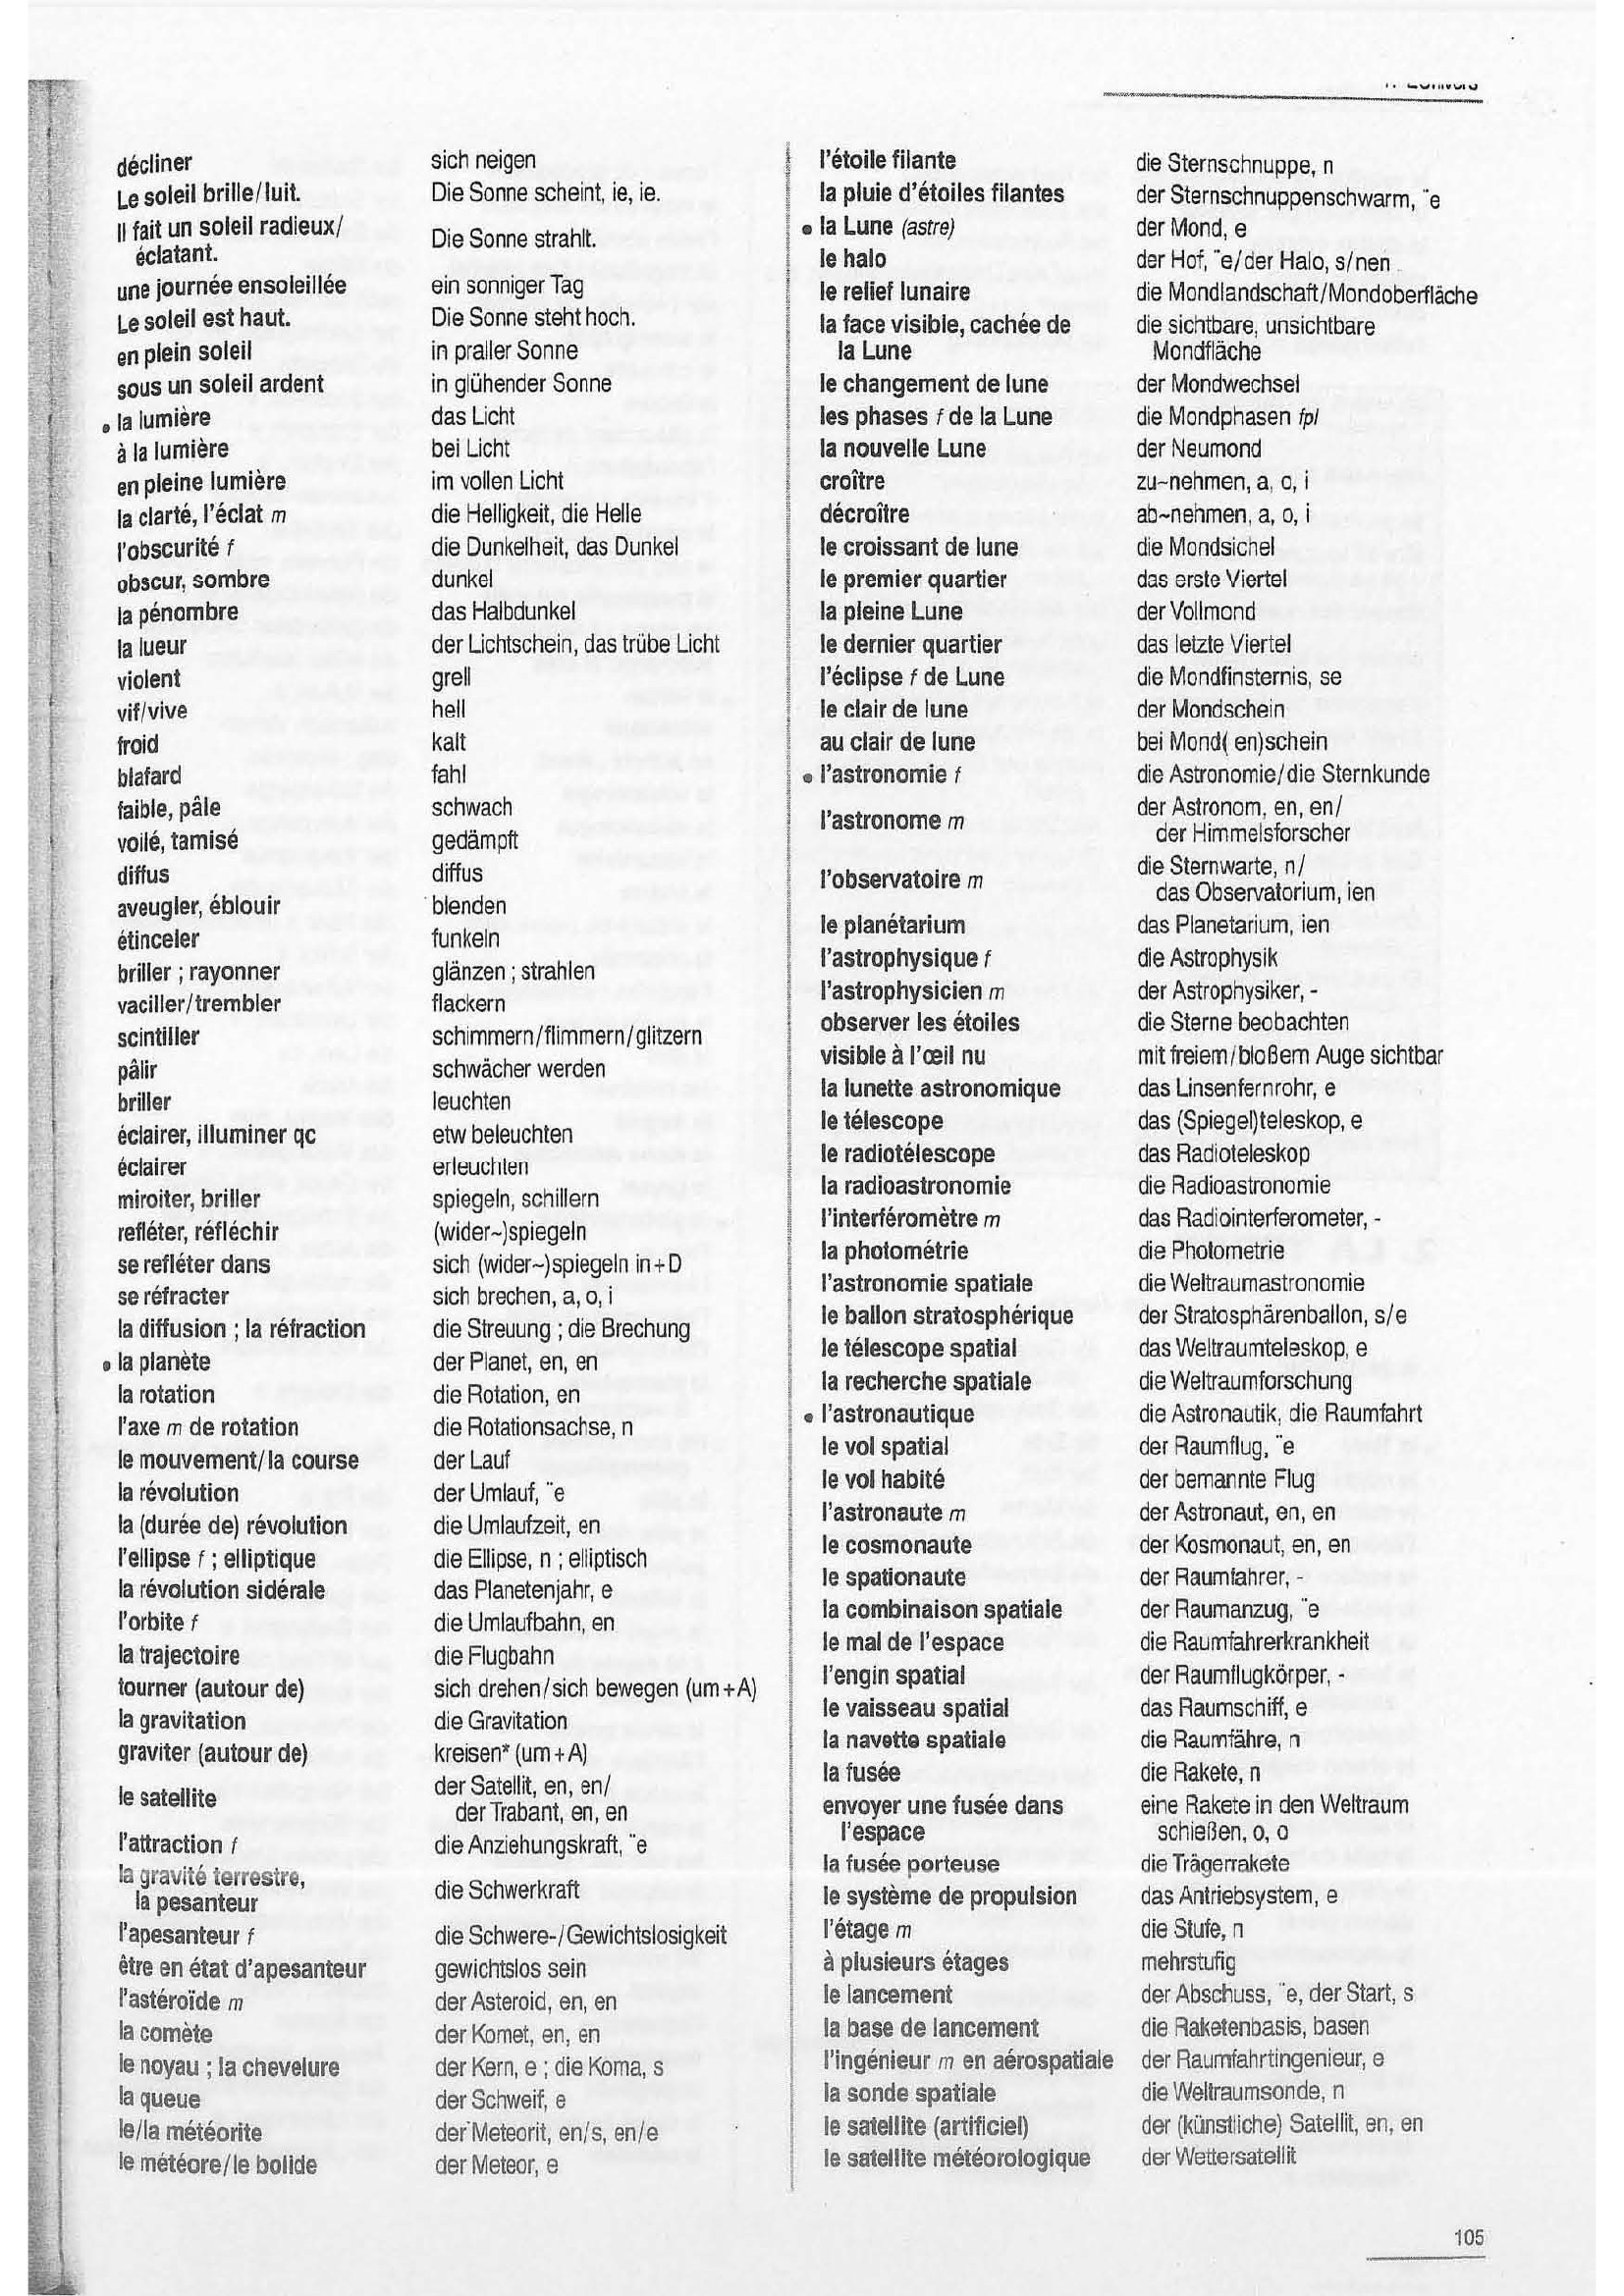 décliner sich neigen
Le soleil brille/luit. Die Sonne scheint, ie, ie.
Il fait un soleil radieux/
éclatant. Die Sonne strahlt.
une journée ensoleillée ein sonniger Tag
Le soleil est haut. Die Sonne steht hoch.
en plein soleil in praller Sonne
sous un soleil ardent in glühender Sonne
• la lumière das Licht
à la lumière bei Licht
en pleine lumière im vollen Licht
la clarté, l'éclat m die Helligkeit, die Helle
l'obscurité f die Dunkelheit, das Dunkel
obscur, sombre dunkel
la pénombre das Halbdunkel
la lueur der Lichtschein, das trübe Licht
violent grell
vif/vive hell
froid kalt
blafard fahl
faible, pâle schwach
voilé, tamisé gedämpft
diffus diffus
aveugler, éblouir blenden
étinceler funkeln
briller ; rayonner glänzen ; strahlen
vaciller/trembler flackern
scintiller schimmern/flimmern/glitzern
pâlir schwächer werden
briller leuchten
éclairer, illuminer qc etw beleuchten
éclairer erleuchten
miroiter, briller spiegeln, schillern
refléter, réfléchir (wider~)spiegeln
se refléter dans sich (wider~)spiegeln in+D
se réfracter sich brechen, a, o, i
la diffusion ; la réfraction die Streuung ; die Brechung
• la planète der Planet, en, en
la rotation die Rotation, en
l'axe m de rotation die Rotationsachse, n
le mouvement/la course der Lauf
la révolution der Umlauf, ¨e
la (durée de) révolution die Umlaufzeit, en
l'ellipse f ; elliptique die Ellipse, n ; elliptisch
la révolution sidérale das Planetenjahr, e
l'orbite f die Umlaufbahn, en
la trajectoire die Flugbahn
tourner (autour de) sich drehen/sich bewegen (um+A)
la gravitation die Gravitation
graviter (autour de) kreisen* (um+A)
le satellite der Satellit, en, en/
der Trabant, en, en
l'attraction f die Anziehungskraft, ¨e
la gravité terrestre,
la pesanteur die Schwerkraft
l'apesanteur f die Schwere-/Gewichtslosigkeit
être en état d'apesanteur gewichtslos sein
l'astéroïde m der Asteroid, en, en
la comète der Komet, en, en
le noyau ; la chevelure der Kern, e ; die Koma, s
la queue der Schweif, e
le/la météorite der Meteorit, en/s, en/e
le météore/le bolide der Meteor, e
l'étoile filante die Sternschnuppe, n
la pluie d'étoiles filantes der Sternschnuppenschwarm, ¨e
• la Lune (astre) der Mond, e
le halo der Hof, ¨e/der Halo, s/nen
le relief lunaire die Mondlandschaft/Mondoberfläche
la face visible, cachée de die sichtbare, unsichtbare
la Lune Mondfläche
le changement de lune der Mondwechsel
les phases f de la Lune die Mondphasen fpl
la nouvelle Lune der Neumond
croître zu~nehmen, a, o, i
décroître ab~nehmen, a, o, i
le croissant de lune die Mondsichel
le premier quartier das erste Viertel
la pleine Lune der Vollmond
le dernier quartier das letzte Viertel
l'éclipse f de Lune die Mondfinsternis, se
le clair de lune der Mondschein
au clair de lune bei Mond( en)schein
• l'astronomie f die Astronomie/die Sternkunde
l'astronome m der Astronom, en, en/
der Himmelsforscher
l'observatoire m die Sternwarte, n/
das Observatorium, ien
le planétarium das Planetarium, ien
l'astrophysique f die Astrophysik
l'astrophysicien m der Astrophysiker, -
observer les étoiles die Sterne beobachten
visible à l'œil nu mit freiem/bloßem Auge sichtbar
la lunette astronomique das Linsenfernrohr, e
le télescope das (Spiegel)teleskop, e
le radiotélescope das Radioteleskop
la radioastronomie die Radioastronomie
l'interféromètre m das Radiointerferometer, -
la photométrie die Photometrie
l'astronomie spatiale die Weltraumastronomie
le ballon stratosphérique der Stratosphärenballon, s/e
le télescope spatial das Weltraumteleskop, e
la recherche spatiale die Weltraumforschung
• l'astronautique die Astronautik, die Raumfahrt
le vol spatial der Raumflug, ¨e
le vol habité der bemannte Flug
l'astronaute m der Astronaut, en, en
le cosmonaute der Kosmonaut, en, en
le spationaute der Raumfahrer, -
la combinaison spatiale der Raumanzug, ¨e
le mal de l'espace die Raumfahrerkrankheit
l'engin spatial der Raumflugkörper, -
le vaisseau spatial das Raumschiff, e
la navette spatiale die Raumfähre, n
la fusée die Rakete, n
envoyer une fusée dans eine Rakete in den Weltraum
l'espace schießen, o, o
la fusée porteuse die Trägerrakete
le système de propulsion das Antriebsystem, e
l'étage m die Stufe, n
à plusieurs étages mehrstufig
le lancement der Abschuss, ¨e, der Start, s
la base de lancement die Raketenbasis, basen
l'ingénieur m en aérospatiale der Raumfahrtingenieur, e
la sonde spatiale die Weltraumsonde, n
le satellite (artificiel) der (künstliche) Satellit, en, en
le satellite météorologique der Wettersatellit
105